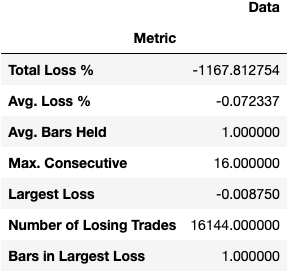 Data
Metric
Total Loss % -1167.812754
Avg. Loss % -0.072337
Avg. Bars Held 1.000000
Max. Consecutive 16.000000
Largest Loss -0.008750
Number of Losing Trades 16144.000000
Bars in Largest Loss 1.000000